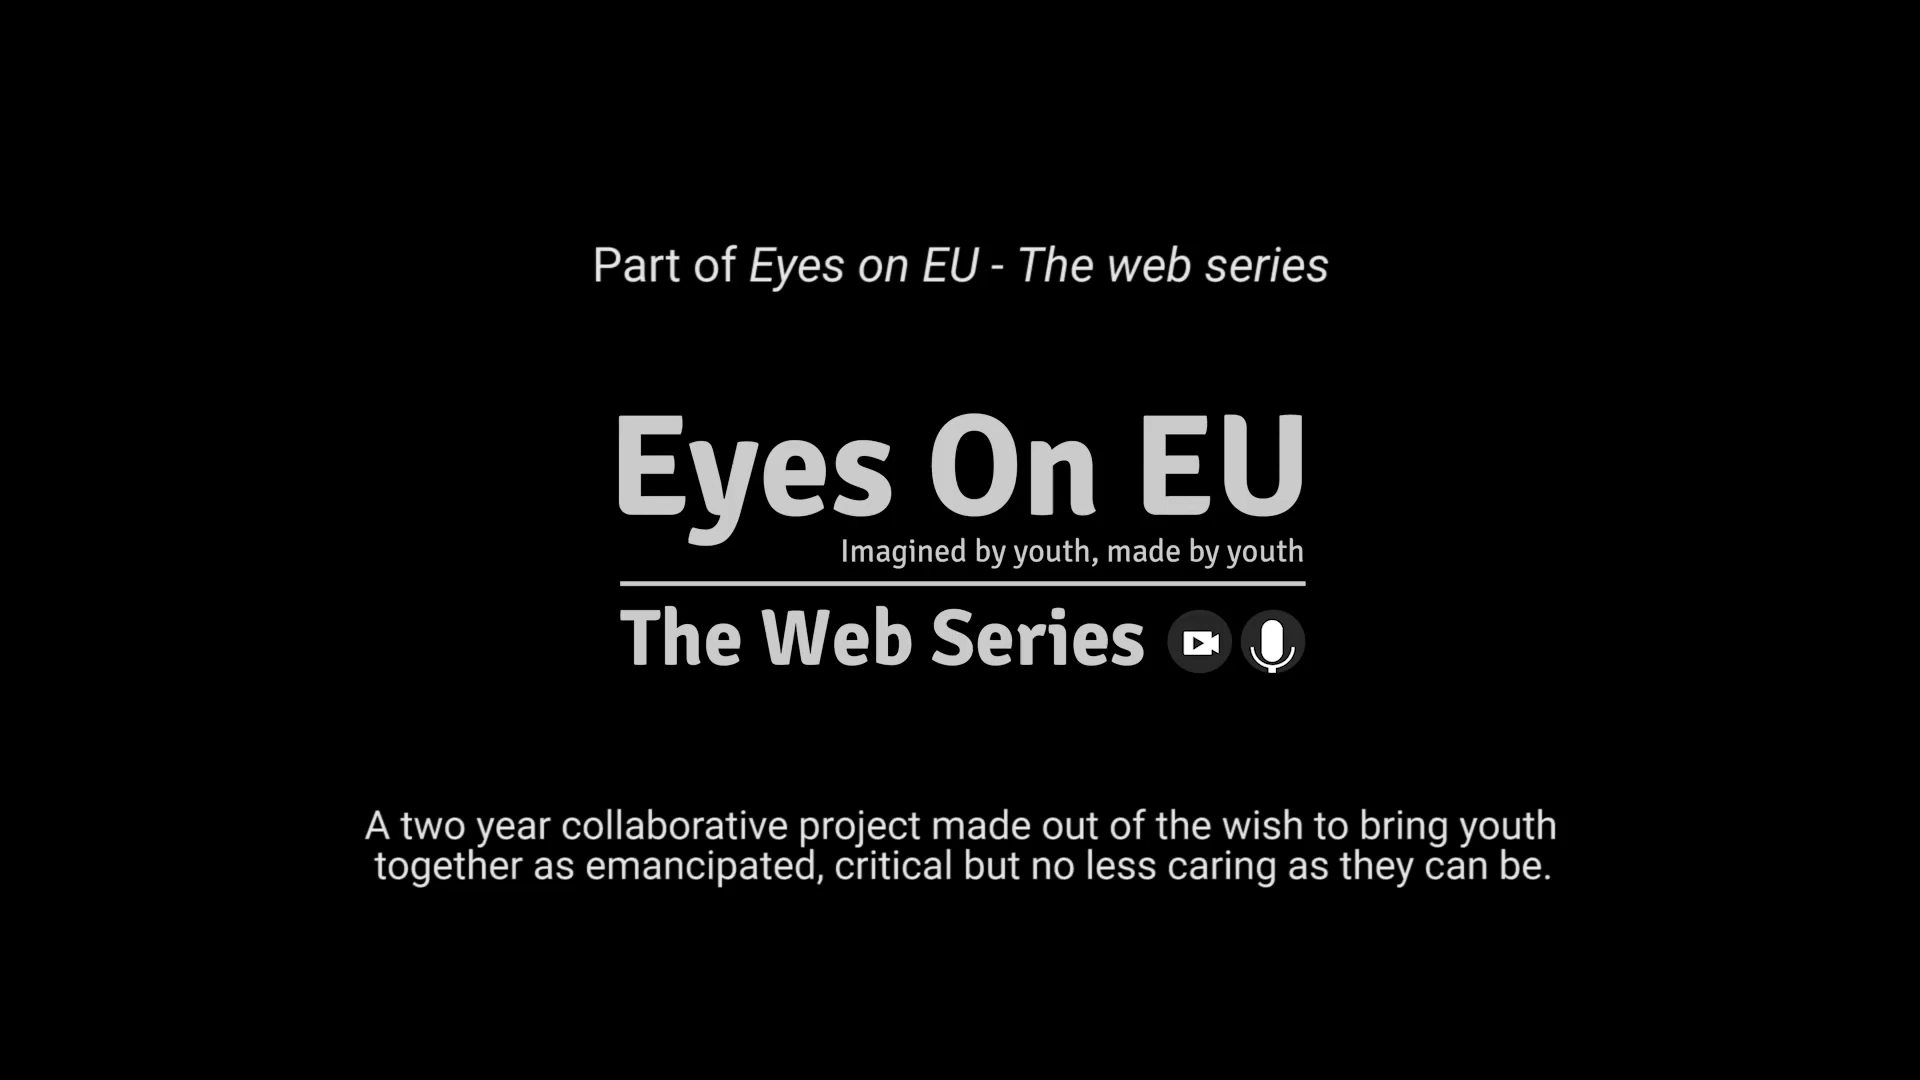 Part of Eyes on EU - The web series
Eyes On EU
Imagined by youth, made by youth
The Web Series
A two year collaborative project made out of the wish to bring youth
together as emancipated, critical but no less caring as they can be.